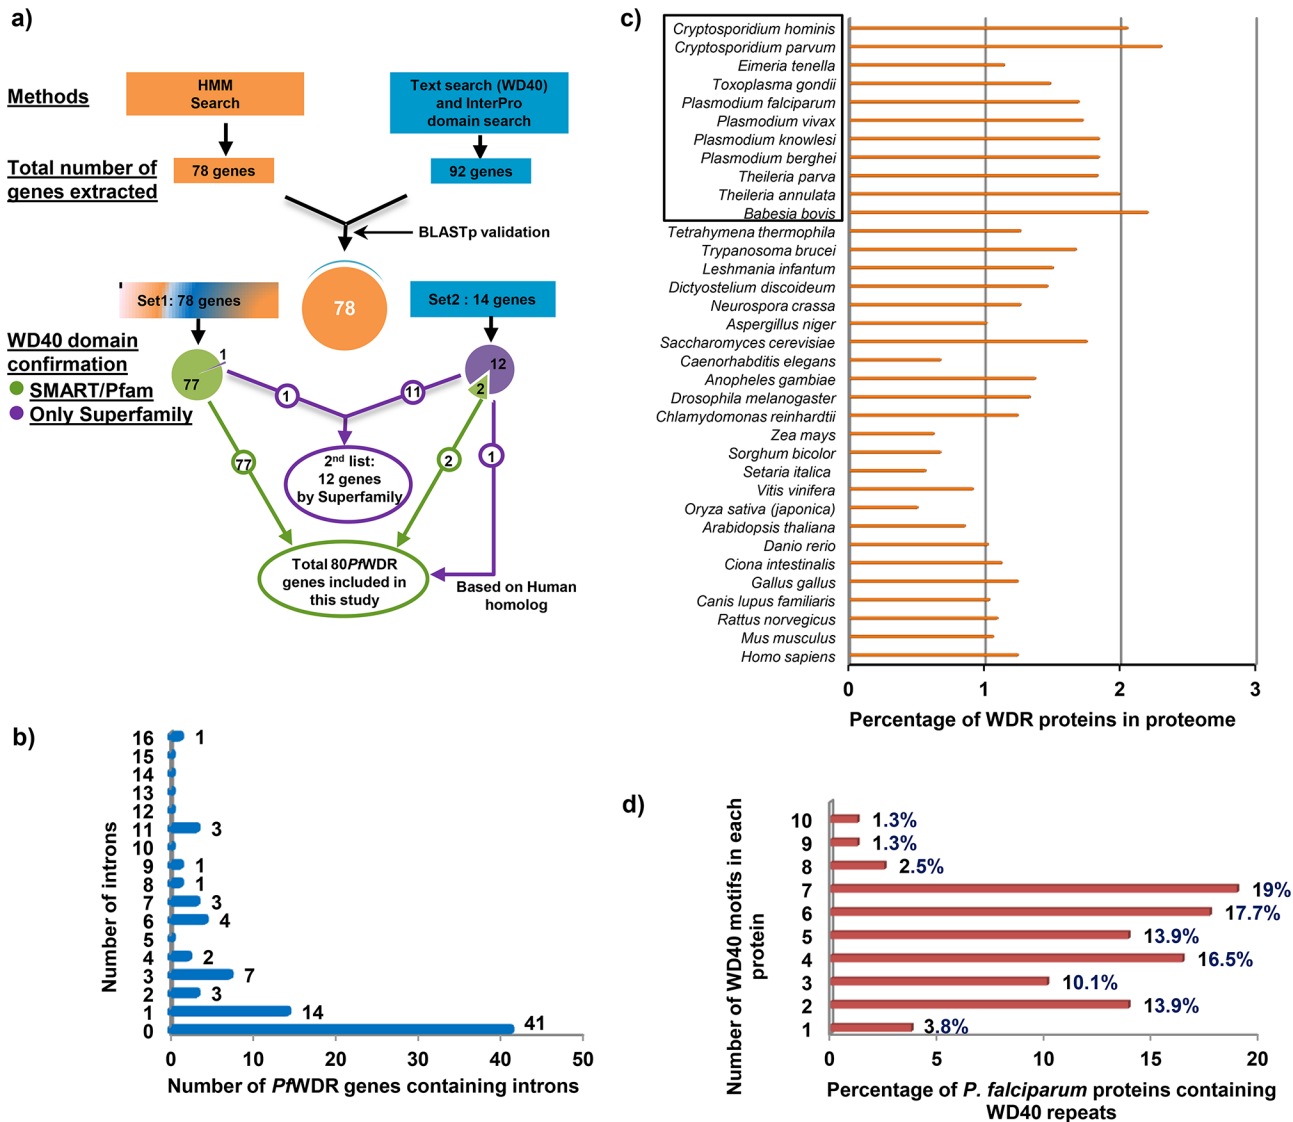 a)
Methods
HMM
Search
Text search (WD40)
and InterPro
domain search
Total number of
genes extracted
78 genes
92 genes
BLASTp validation
78
Set1: 78 genes
Set2 : 14 genes
WD40 domain
confirmation
SMART/Pfam
Only Superfamily
1
77
12
2
1
11
77
2
1
2nd list:
12 genes
by Superfamily
Total 80PfWDR
genes included in
this study
Based on Human
homolog
b)
Number of introns
16
15
14
13
12
11
10
9
8
7
6
5
4
3
2
1
0
1
3
1
1
3
4
2
7
3
14
41
0
10
20
30
40
50
Number of PfWDR genes containing introns
c)
Cryptosporidium hominis
Cryptosporidium parvum
Eimeria tenella
Toxoplasma gondii
Plasmodium falciparum
Plasmodium vivax
Plasmodium knowlesi
Plasmodium berghei
Theileria parva
Theileria annulata
Babesia bovis
Tetrahymena thermophila
Trypanosoma brucei
Leshmania infantum
Dictyostelium discoideum
Neurospora crassa
Aspergillus niger
Saccharomyces cerevisiae
Caenorhabditis elegans
Anopheles gambiae
Drosophila melanogaster
Chlamydomonas reinhardtii
Zea mays
Sorghum bicolor
Setaria italica
Vitis vinifera
Oryza sativa (japonica)
Arabidopsis thaliana
Danio rerio
Ciona intestinalis
Gallus gallus
Canis lupus familiaris
Rattus norvegicus
Mus musculus
Homo sapiens
0
1
2
3
Percentage of WDR proteins in proteome
d)
Number of WD40 motifs in each
protein
10
9
8
7
6
5
4
3
2
1
1.3%
1.3%
2.5%
19%
17.7%
13.9%
16.5%
10.1%
13.9%
3.8%
0
5
10
15
20
Percentage of P. falciparum proteins containing
WD40 repeats